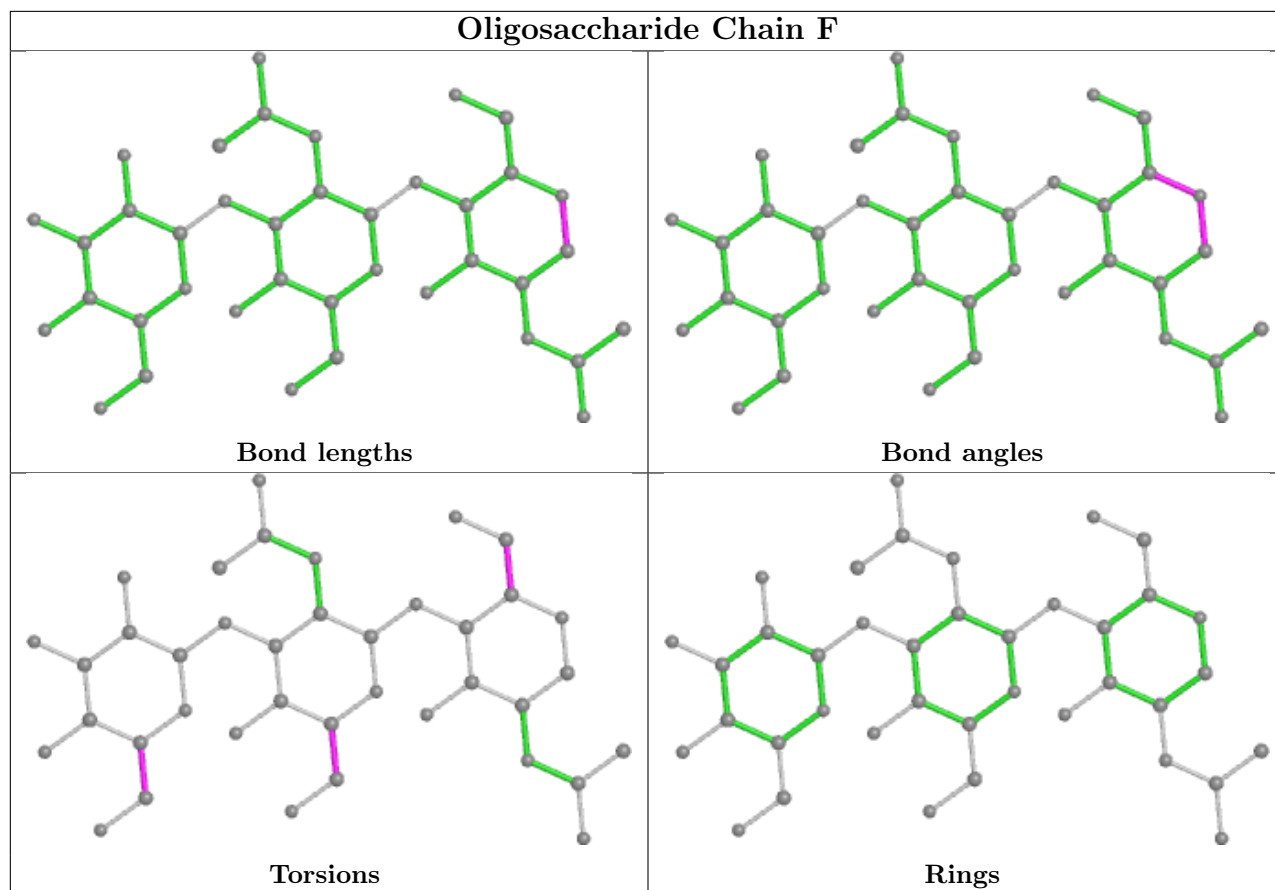 Oligosaccharide Chain F
Bond lengths
Bond angles
Torsions
Rings